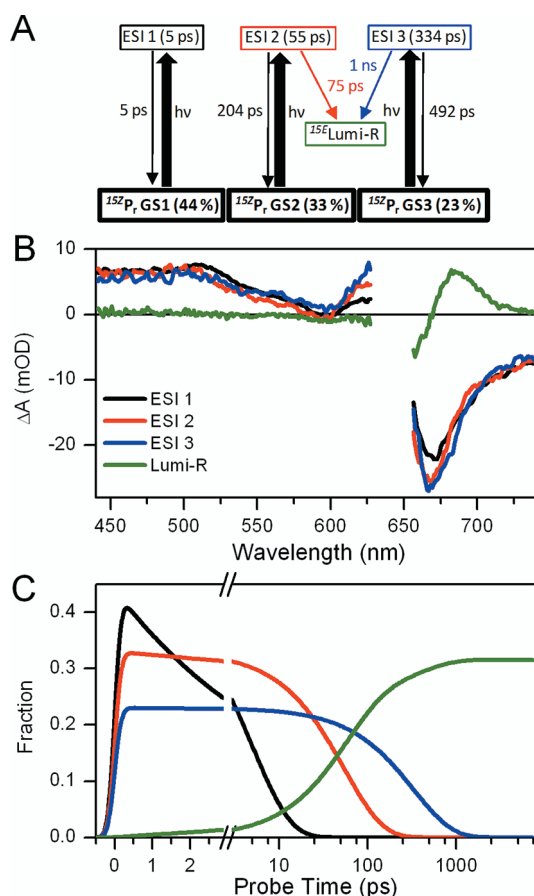 A
ESI 1 (5 ps) ESI 2 (55 ps) ESI 3 (334 ps)
1 ns
75 ps
5 ps hν 204 ps hν hν 492 ps
15ELumi-R
15ZPr GS1 (44 %) 15ZPr GS2 (33 %) 15ZPr GS3 (23 %)
B
10
0
-10
-20
ΔA (mOD)
ESI 1
ESI 2
ESI 3
Lumi-R
450 500 550 600 650 700
Wavelength (nm)
C
0.4
0.3
0.2
0.1
0.0
Fraction
0 1 2 10 100 1000
Probe Time (ps)